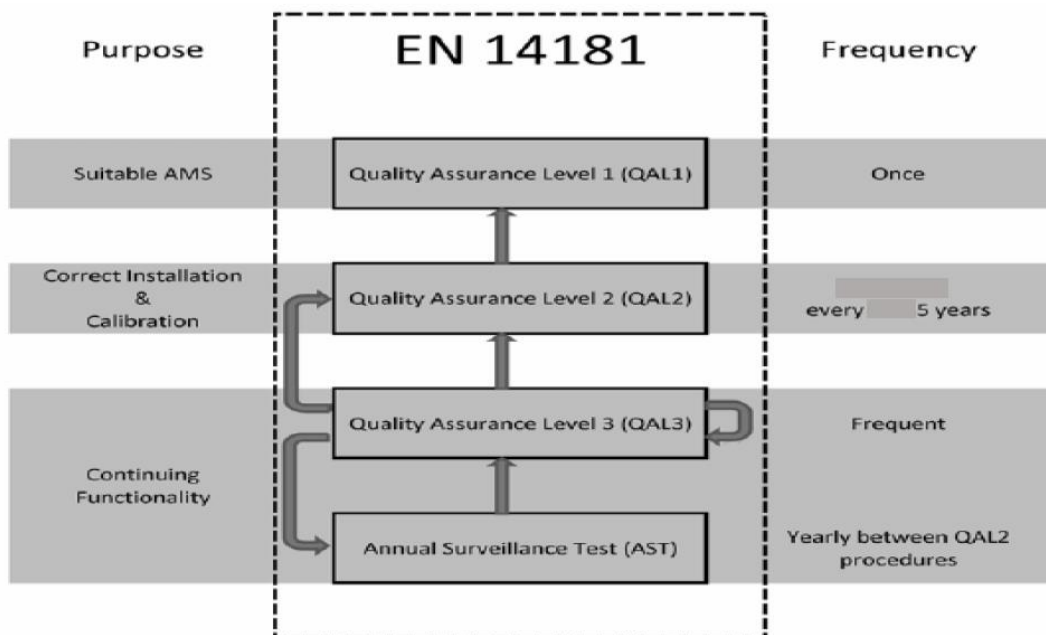 Purpose
EN 14181
Frequency
Suitable AMS
Quality Assurance Level 1 (QAL1)
Once
Correct Installation
&
Calibration
Quality Assurance Level 2 (QAL2)
every 5 years
Quality Assurance Level 3 (QAL3)
Frequent
Continuing
Functionality
Annual Surveillance Test (AST)
Yearly between QAL2
procedures